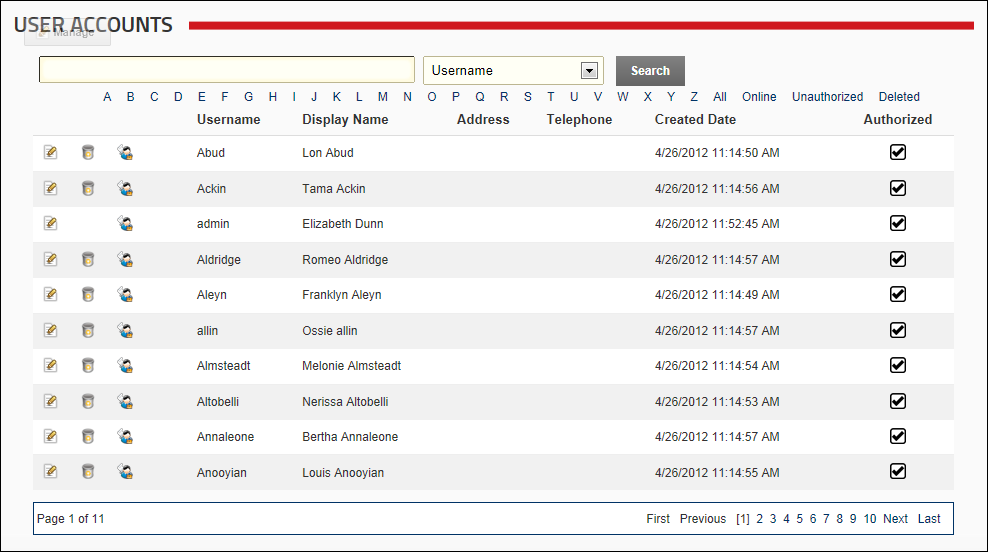 USER ACCOUNTS
Manage
Username Search
A B C D E F G H I J K L M N O P Q R S T U V W X Y Z All Online Unauthorized Deleted
Username Display Name Address Telephone Created Date Authorized
Abud Lon Abud 4/26/2012 11:14:50 AM
Ackin Tama Ackin 4/26/2012 11:14:56 AM
admin Elizabeth Dunn 4/26/2012 11:52:45 AM
Aldridge Romeo Aldridge 4/26/2012 11:14:57 AM
Aleyn Franklyn Aleyn 4/26/2012 11:14:49 AM
allin Ossie allin 4/26/2012 11:14:57 AM
Almsteadt Melonie Almsteadt 4/26/2012 11:14:54 AM
Altobelli Nerissa Altobelli 4/26/2012 11:14:53 AM
Annaleone Bertha Annaleone 4/26/2012 11:14:57 AM
Anooyian Louis Anooyian 4/26/2012 11:14:55 AM
Page 1 of 11 First Previous [1] 2 3 4 5 6 7 8 9 10 Next Last